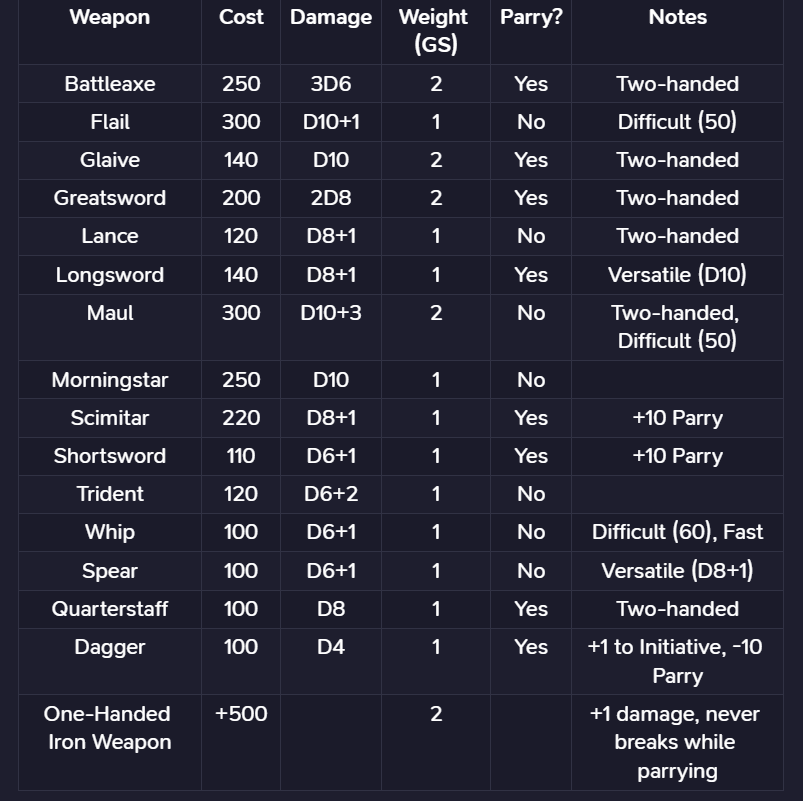 Weapon Cost Damage Weight Parry? Notes
(GS)
Battleaxe 250 3D6 2 Yes Two-handed
Flail 300 D10+1 1 No Difficult (50)
Glaive 140 D10 2 Yes Two-handed
Greatsword 200 2D8 2 Yes Two-handed
Lance 120 D8+1 1 No Two-handed
Longsword 140 D8+1 1 Yes Versatile (D10)
Maul 300 D10+3 2 No Two-handed,
Difficult (50)
Morningstar 250 D10 1 No
Scimitar 220 D8+1 1 Yes +10 Parry
Shortsword 110 D6+1 1 Yes +10 Parry
Trident 120 D6+2 1 No
Whip 100 D6+1 1 No Difficult (60), Fast
Spear 100 D6+1 1 No Versatile (D8+1)
Quarterstaff 100 D8 1 Yes Two-handed
Dagger 100 D4 1 Yes +1 to Initiative, -10
Parry
One-Handed +500 2 +1 damage, never
Iron Weapon breaks while
parrying